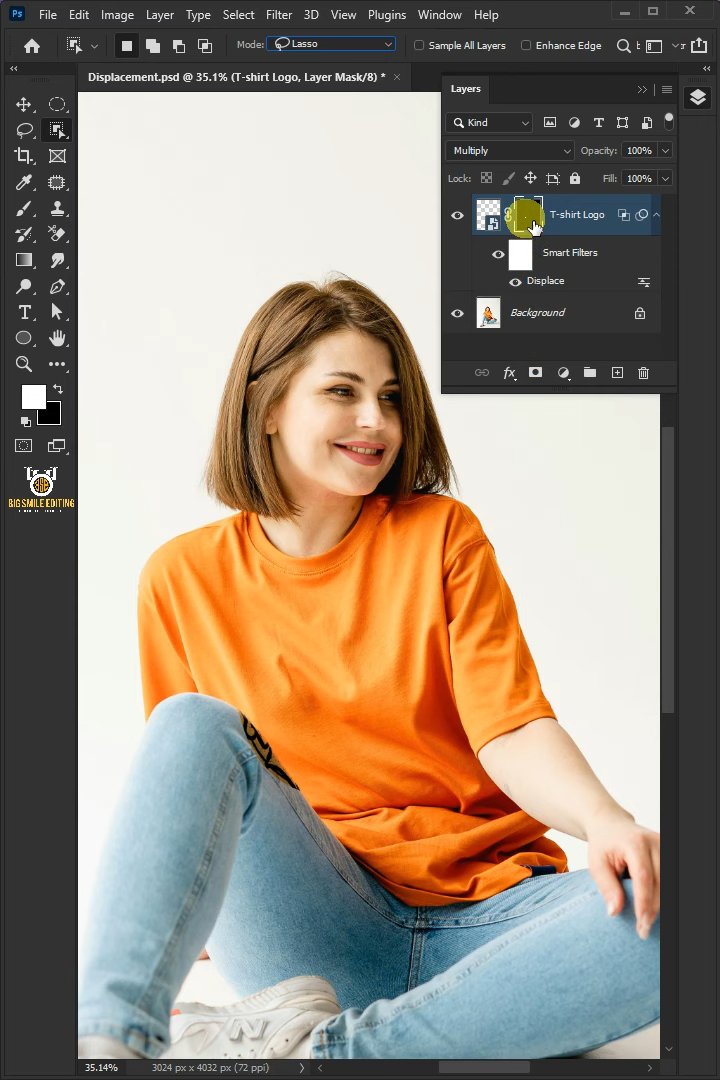 Ps File Edit Image Layer Type Select Filter 3D View Plugins Window Help
Mode: Lasso Sample All Layers Enhance Edge
Displacement.psd @ 35.1% (T-shirt Logo, Layer Mask/8) *
Layers
Kind
Multiply Opacity: 100%
Lock: Fill: 100%
T-shirt Logo
Smart Filters
Displace
Background
fx
BIG SMILE EDITING
35.14% 3024 px x 4032 px (72 ppi)